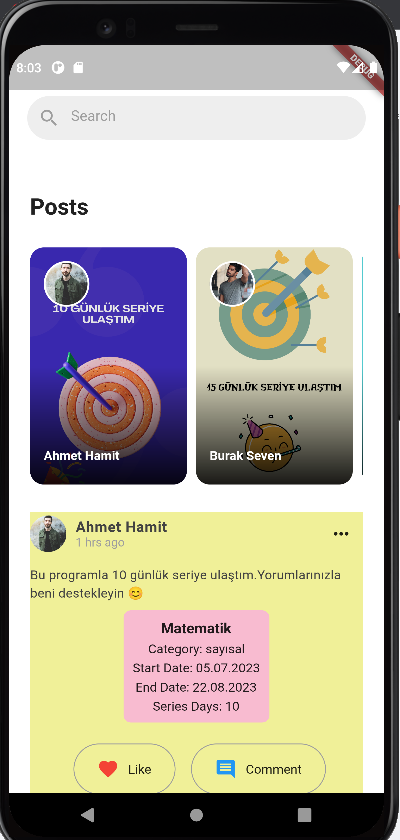 8:03
DEBUG
Search
Posts
10 GÜNLÜK SERİYE
ULAŞTIM
Ahmet Hamit
15 GÜNLÜK SERIYE ULAŞTIM
Burak Seven
Ahmet Hamit
1 hrs ago
Bu programla 10 günlük seriye ulaştım.Yorumlarınızla
beni destekleyin 😊
Matematik
Category: sayısal
Start Date: 05.07.2023
End Date: 22.08.2023
Series Days: 10
Like
Comment